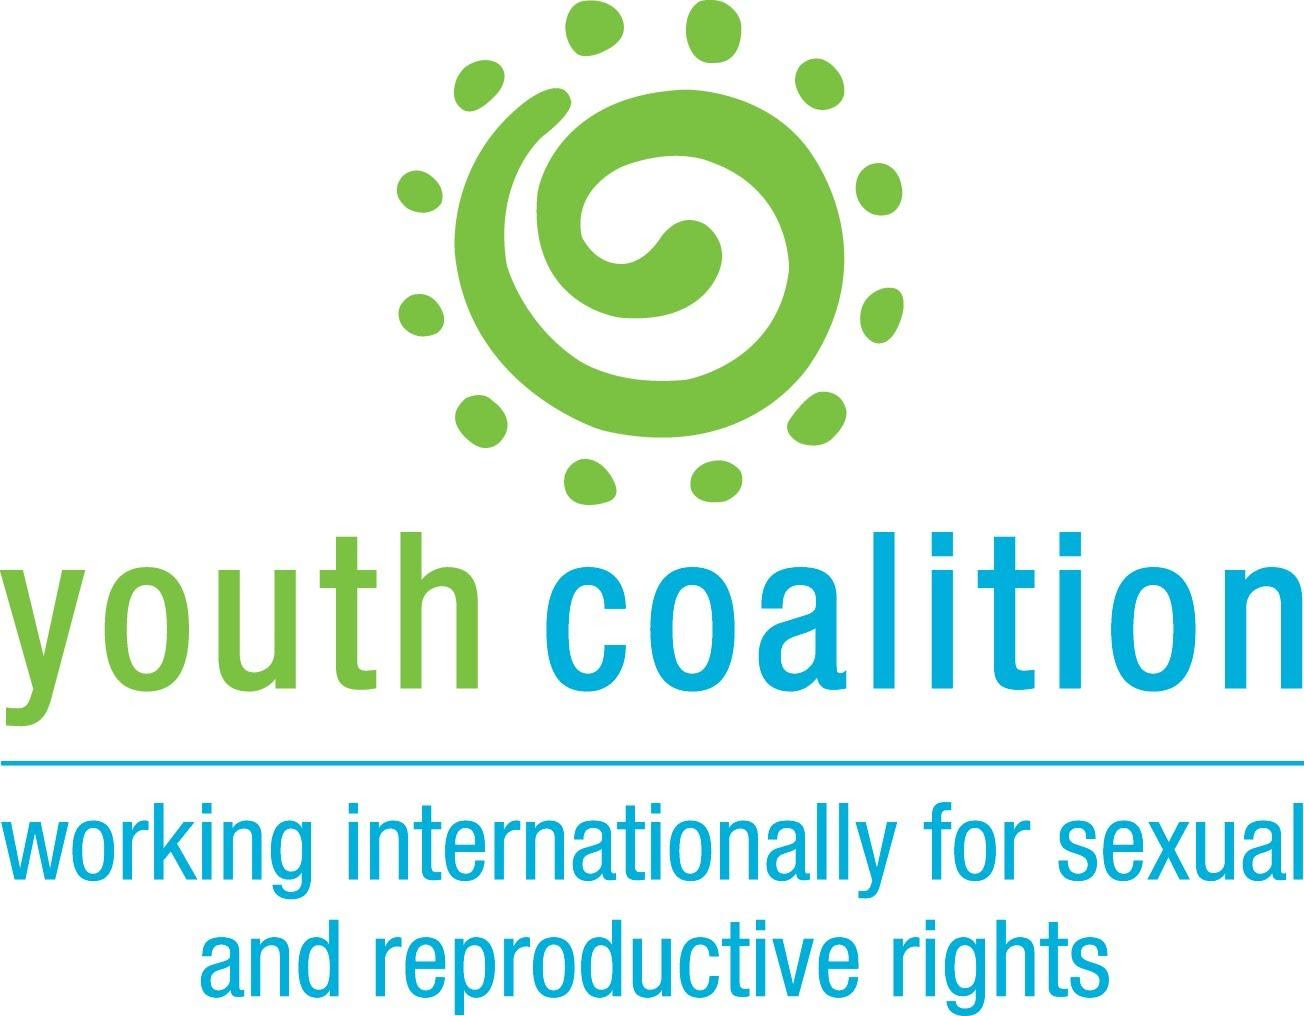 youth coalition
working internationally for sexual
and reproductive rights